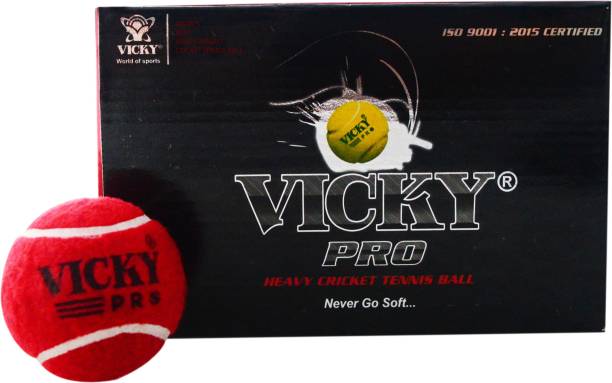 VICKY®
World of sports
ISO 9001 : 2015 CERTIFIED
VICKY®
PRO
VICKY®
PRO
HEAVY CRICKET TENNIS BALL
Never Go Soft...
VICKY®
PRO